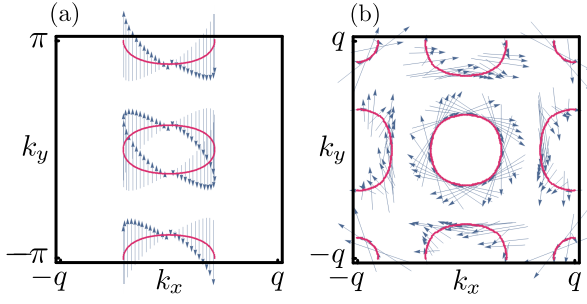 (a) (b)
π q
k_y k_y
−π −q
−q k_x q −q k_x q